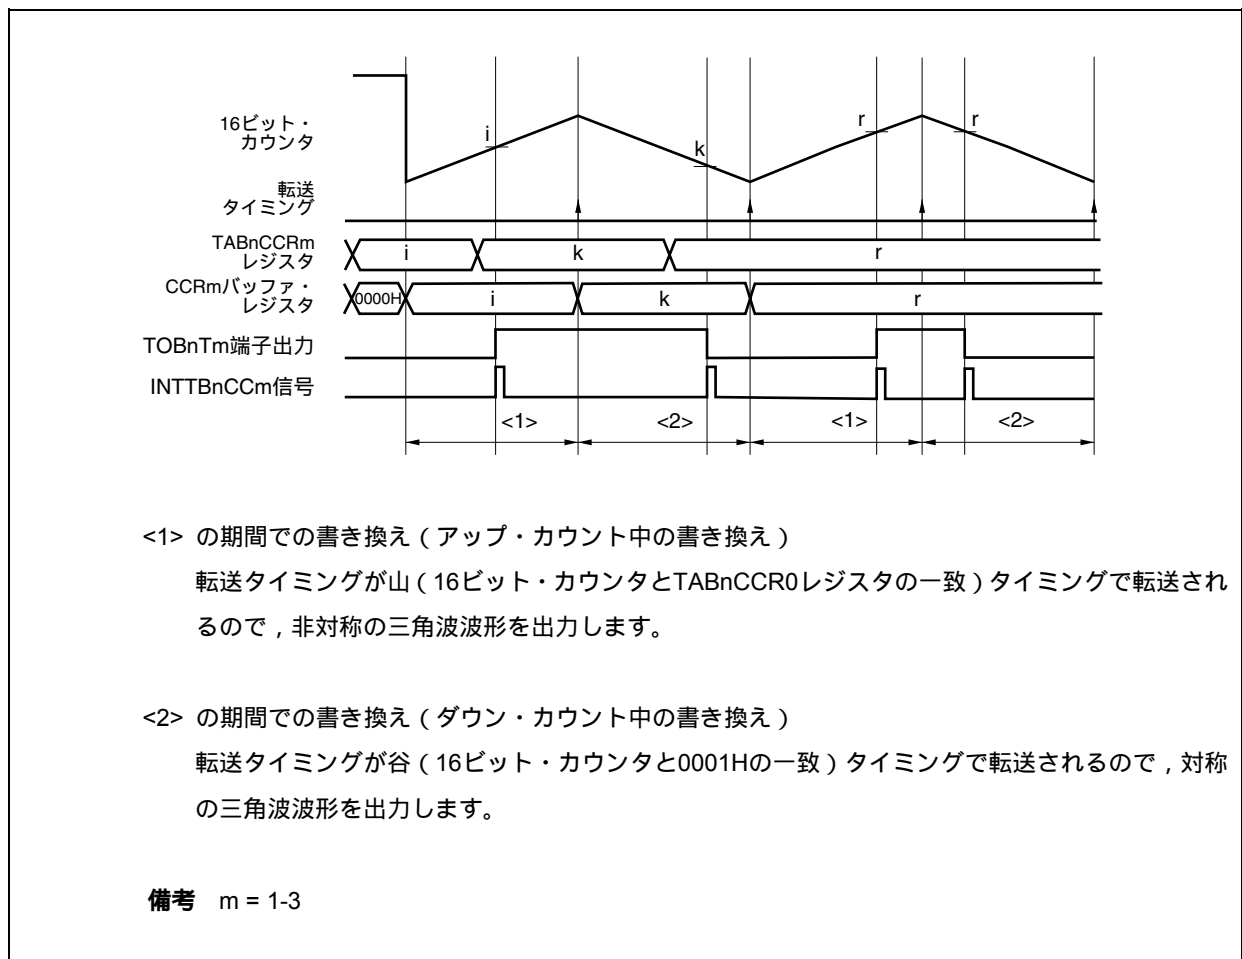 16ビット・
カウンタ
i
k
r
r
転送
タイミング
TABnCCRm
レジスタ
i
k
r
CCRmバッファ・
レジスタ
0000H
i
k
r
TOBnTm端子出力
INTTBnCCm信号
<1>
<2>
<1>
<2>
<1> の期間での書き換え（アップ・カウント中の書き換え）
転送タイミングが山（16ビット・カウンタとTABnCCR0レジスタの一致）タイミングで転送され
るので，非対称の三角波波形を出力します。
<2> の期間での書き換え（ダウン・カウント中の書き換え）
転送タイミングが谷（16ビット・カウンタと0001Hの一致）タイミングで転送されるので，対称
の三角波波形を出力します。
備考 m = 1-3